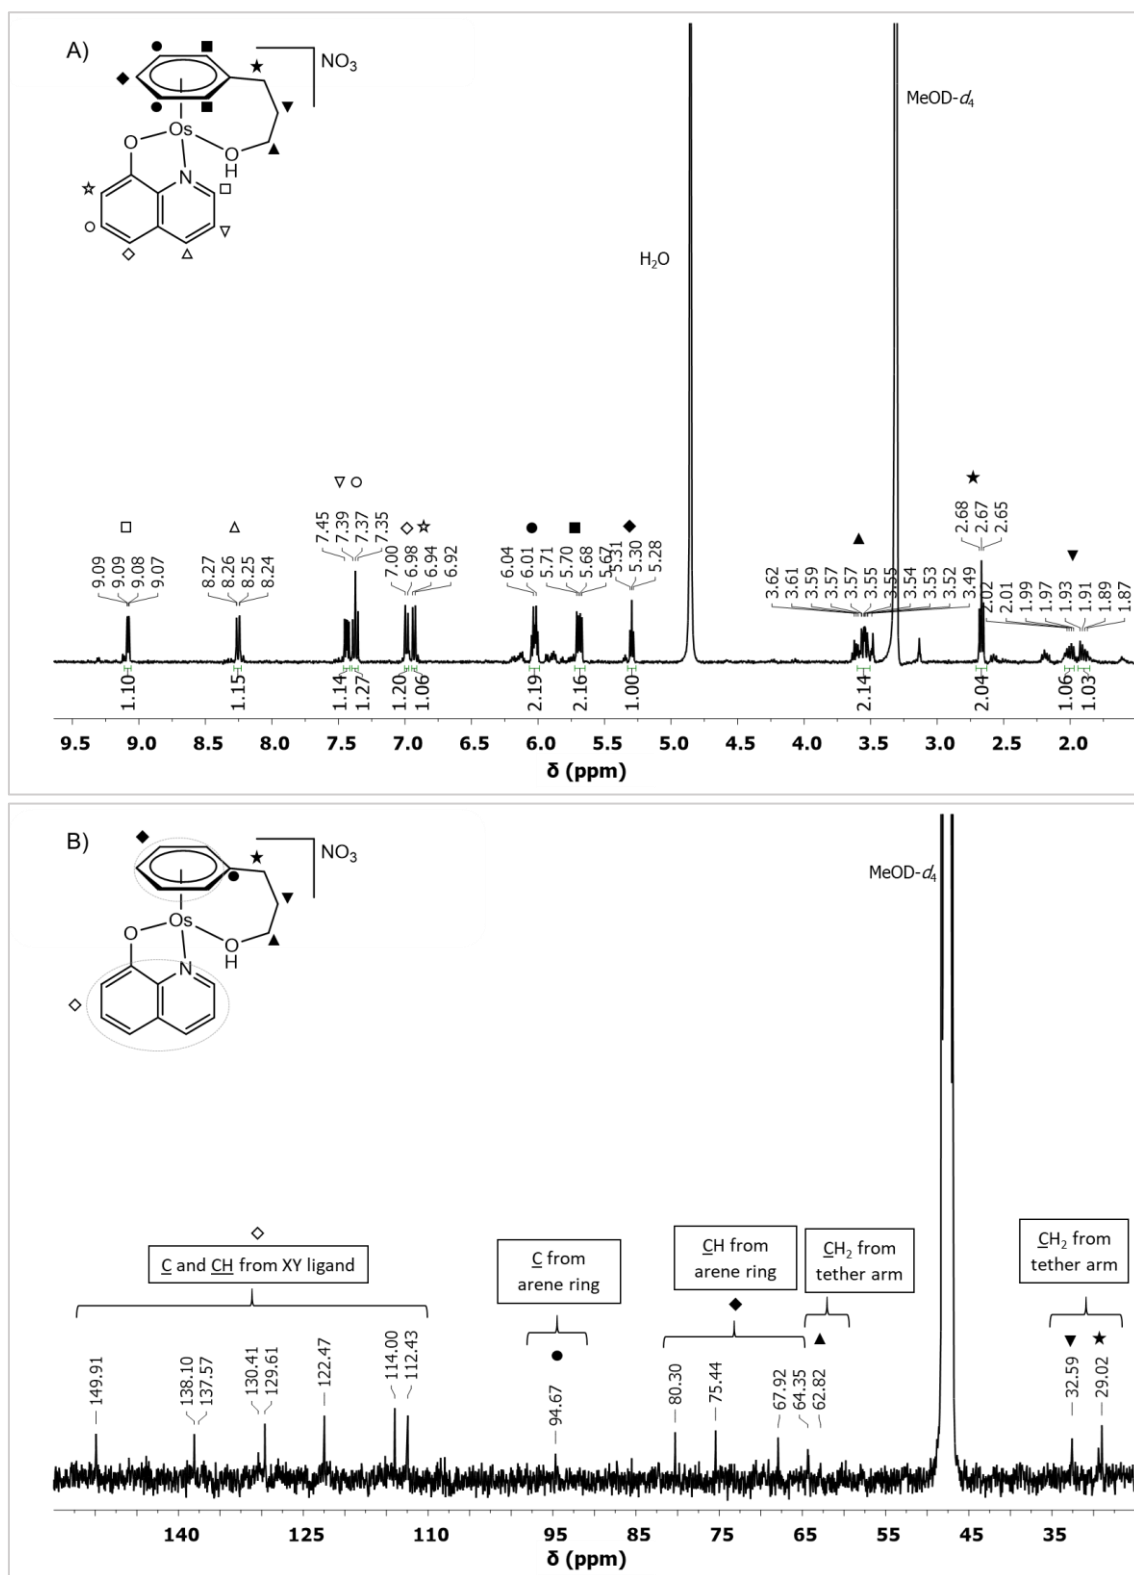 A)
NO3
Os
O
O
H
N
H2O
MeOD-d4
9.09
9.09
9.08
9.07
8.27
8.26
8.25
8.24
7.45
7.39
7.37
7.35
7.00
6.98
6.94
6.92
6.04
6.01
5.71
5.70
5.68
5.67
5.31
5.30
5.28
3.62
3.61
3.59
3.57
3.57
3.55
3.55
3.54
3.53
3.52
3.49
2.68
2.67
2.65
2.02
2.01
1.99
1.97
1.93
1.91
1.89
1.87
1.10
1.15
1.14
1.27
1.20
1.06
2.19
2.16
1.00
2.14
2.04
1.06
1.03
9.5 9.0 8.5 8.0 7.5 7.0 6.5 6.0 5.5 5.0 4.5 4.0 3.5 3.0 2.5 2.0
δ (ppm)
B)
NO3
Os
O
O
H
N
MeOD-d4
C and CH from XY ligand
C from
arene ring
CH from
arene ring
CH2 from
tether arm
CH2 from
tether arm
149.91
138.10
137.57
130.41
129.61
122.47
114.00
112.43
94.67
80.30
75.44
67.92
64.35
62.82
32.59
29.02
140 125 110 95 85 75 65 55 45 35
δ (ppm)